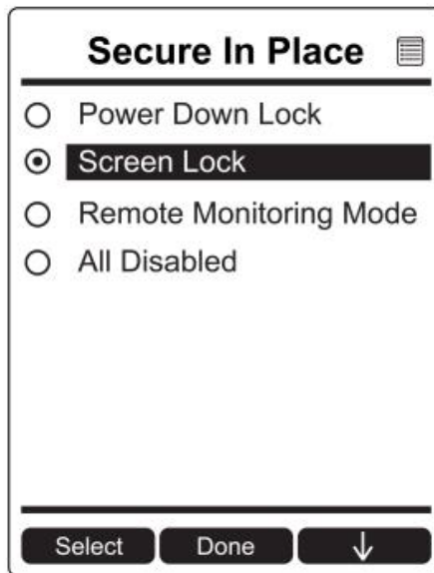 Secure In Place
Power Down Lock
Screen Lock
Remote Monitoring Mode
All Disabled
Select Done ↓